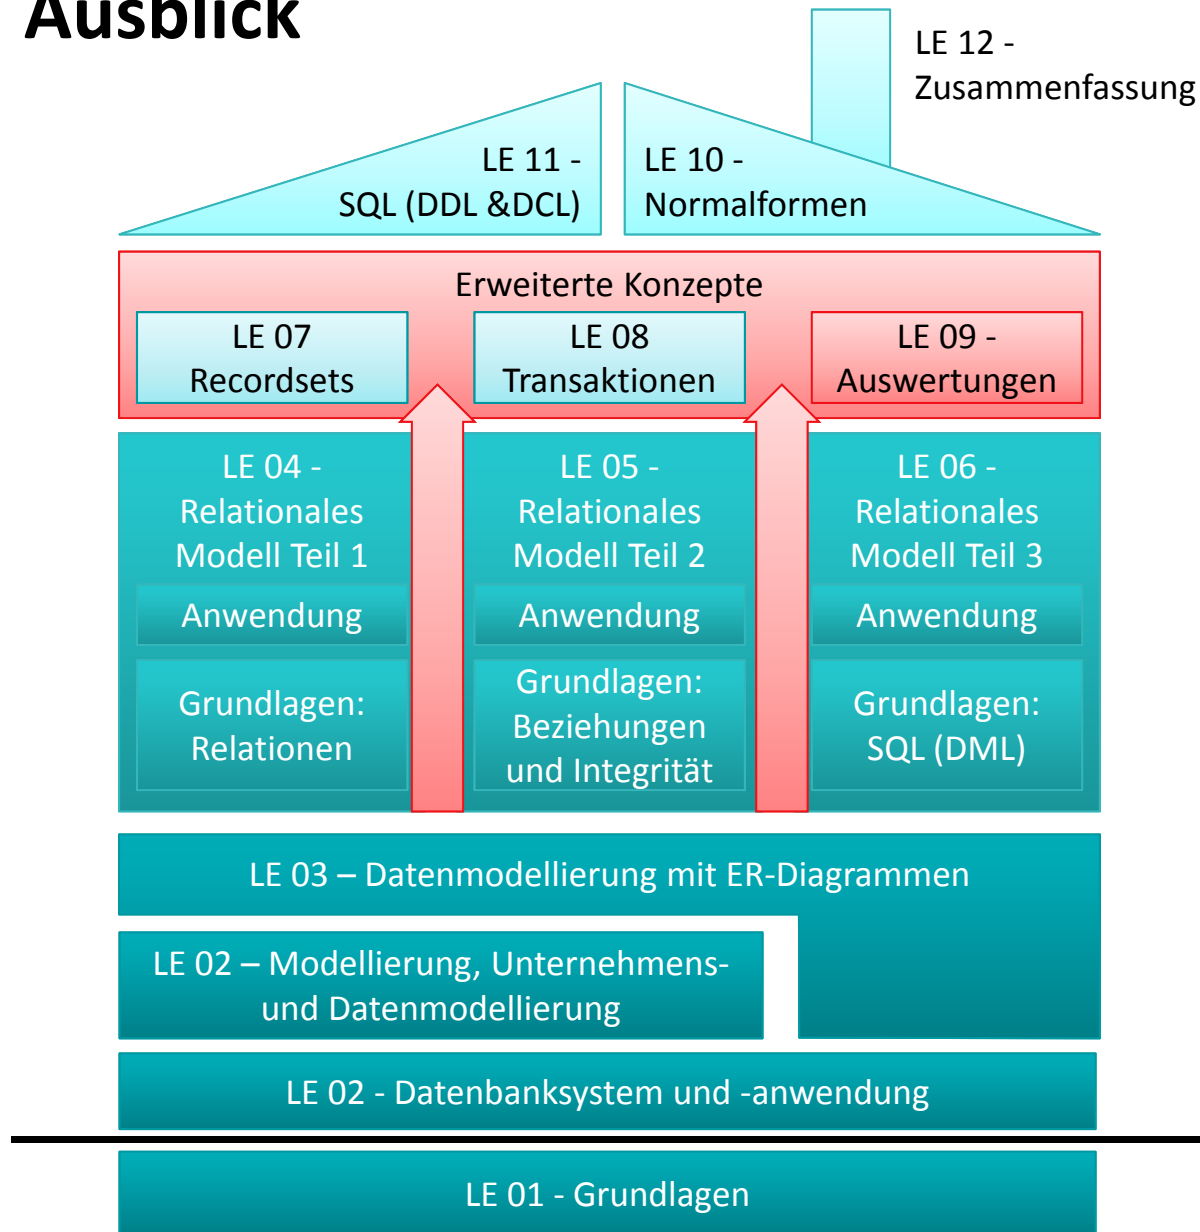 Ausblick
LE 12 -
Zusammenfassung
LE 11 -
SQL (DDL &DCL)
LE 10 -
Normalformen
Erweiterte Konzepte
LE 07
Recordsets
LE 08
Transaktionen
LE 09 -
Auswertungen
LE 04 -
Relationales
Modell Teil 1
Anwendung
Grundlagen:
Relationen
LE 05 -
Relationales
Modell Teil 2
Anwendung
Grundlagen:
Beziehungen
und Integrität
LE 06 -
Relationales
Modell Teil 3
Anwendung
Grundlagen:
SQL (DML)
LE 03 – Datenmodellierung mit ER-Diagrammen
LE 02 – Modellierung, Unternehmens-
und Datenmodellierung
LE 02 - Datenbanksystem und -anwendung
LE 01 - Grundlagen